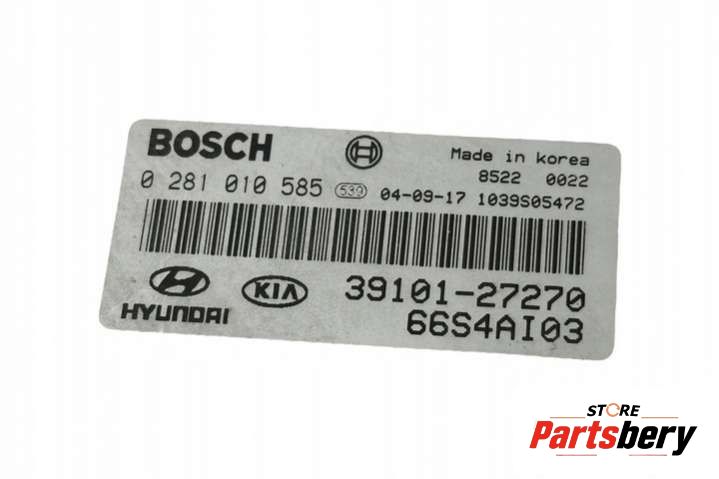 BOSCH
Made in korea
8522 0022
0 281 010 585 530 04-09-17 1039S05472
HYUNDAI KIA 39101-27270
66S4AI03
STORE
Partsbery